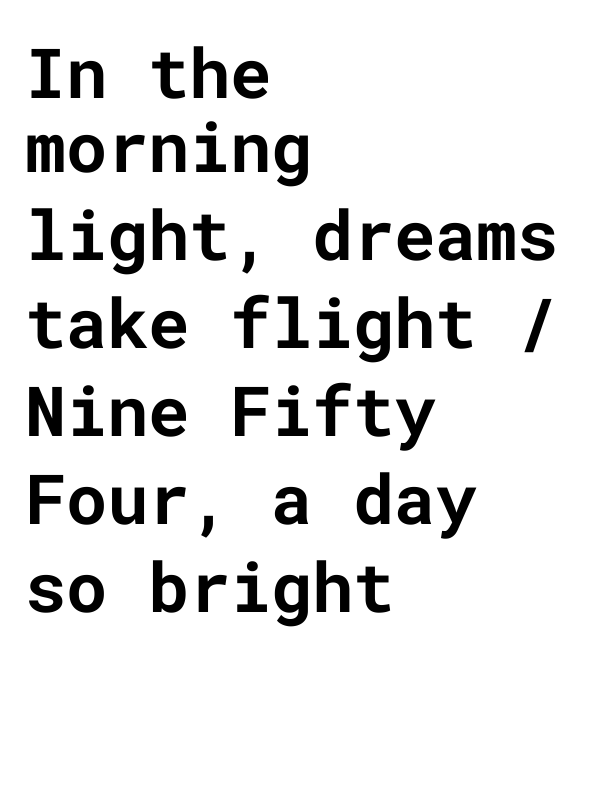 In the
morning
light, dreams
take flight /
Nine Fifty
Four, a day
so bright